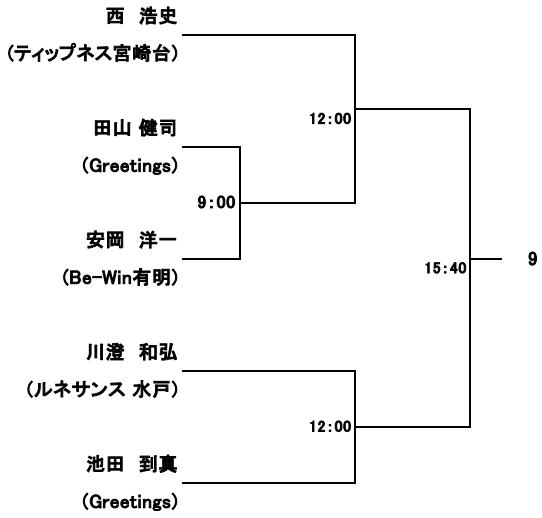 西　浩史
(ティップネス宮崎台)
12:00
田山 健司
(Greetings)
9:00
安岡　洋一
(Be-Win有明)
15:40
9
川澄　和弘
(ルネサンス 水戸)
12:00
池田　到真
(Greetings)